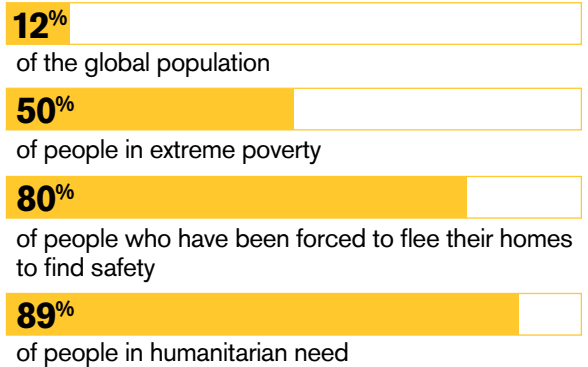 12%
of the global population
50%
of people in extreme poverty
80%
of people who have been forced to flee their homes
to find safety
89%
of people in humanitarian need